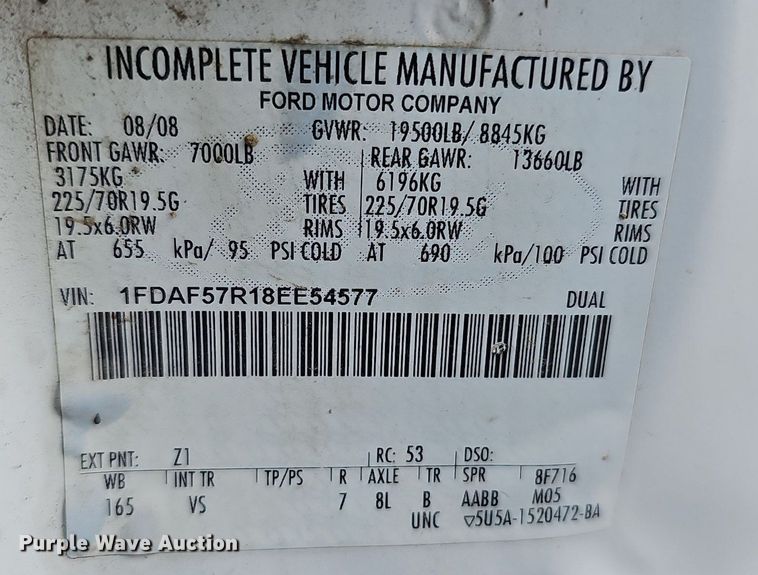 INCOMPLETE VEHICLE MANUFACTURED BY
FORD MOTOR COMPANY
DATE: 08/08 GVWR: 19500LB/ 8845KG
FRONT GAWR: 7000LB REAR GAWR: 13660LB
3175KG WITH 6196KG WITH
225/70R19.5G TIRES 225/70R19.5G TIRES
19.5x6.0RW RIMS 19.5x6.0RW RIMS
AT 655 kPa/ 95 PSI COLD AT 690 kPa/100 PSI COLD
VIN: 1FDAF57R18EE54577 DUAL
EXT PNT: Z1 RC: 53 DSO:
WB INT TR TP/PS R AXLE TR SPR 8F716
165 VS 7 8L B AABB M05
UNC ▽5U5A-1520472-BA
Purple Wave Auction